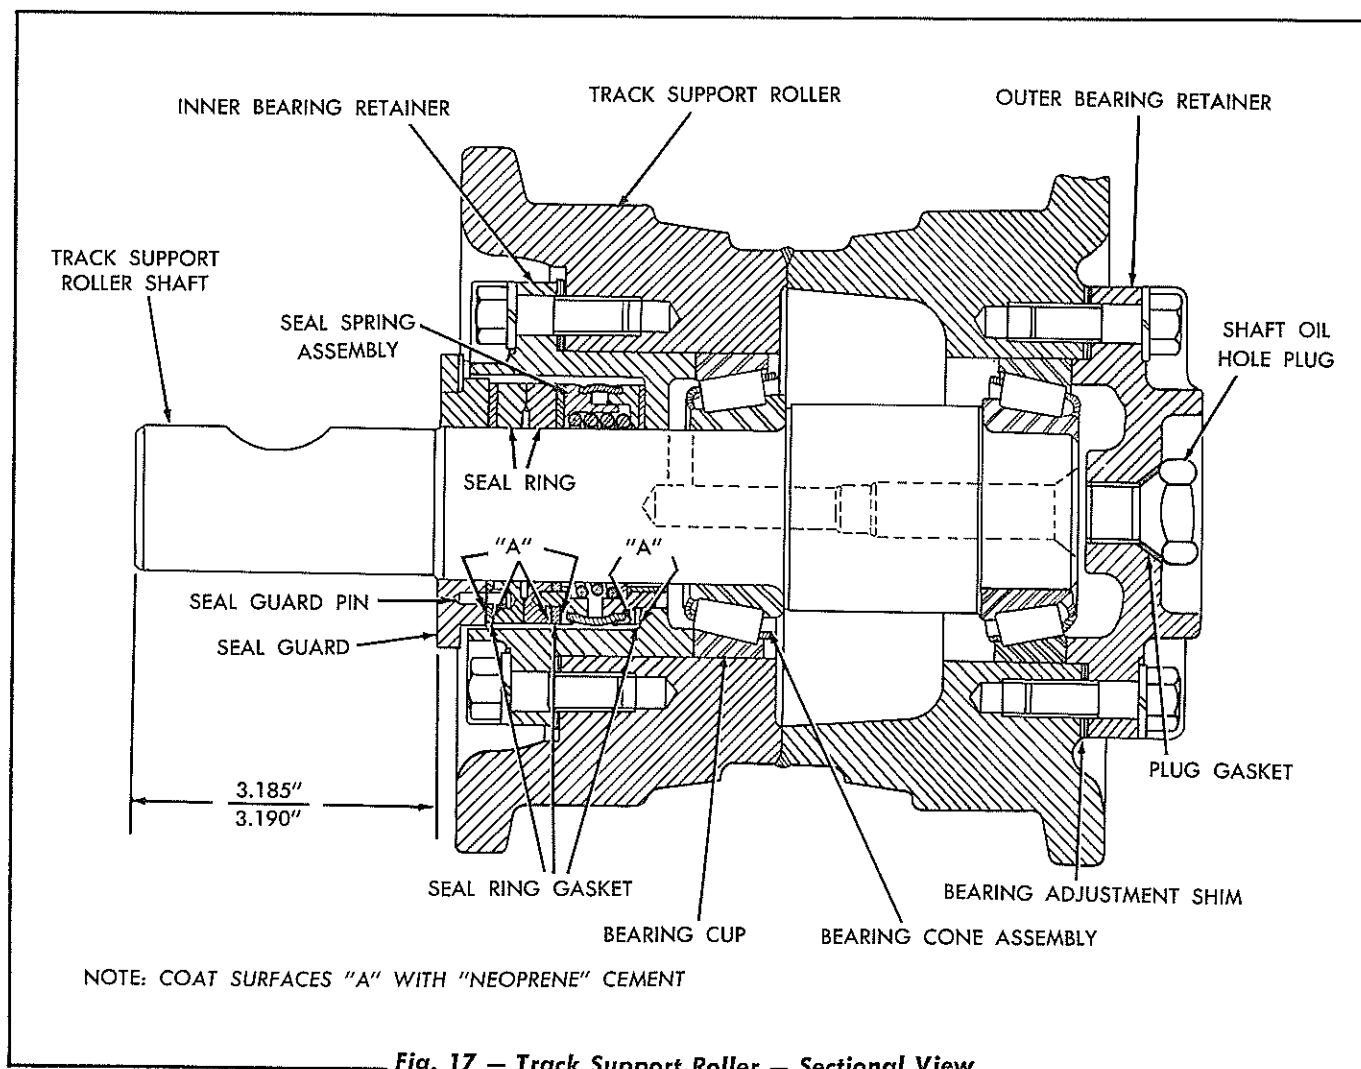 INNER BEARING RETAINER
TRACK SUPPORT ROLLER
OUTER BEARING RETAINER
TRACK SUPPORT
ROLLER SHAFT
SEAL SPRING
ASSEMBLY
SHAFT OIL
HOLE PLUG
SEAL RING
"A"
"A"
SEAL GUARD PIN
SEAL GUARD
3.185"
3.190"
PLUG GASKET
SEAL RING GASKET
BEARING ADJUSTMENT SHIM
BEARING CUP
BEARING CONE ASSEMBLY
NOTE: COAT SURFACES "A" WITH "NEOPRENE" CEMENT
Fig. 17 — Track Support Roller — Sectional View